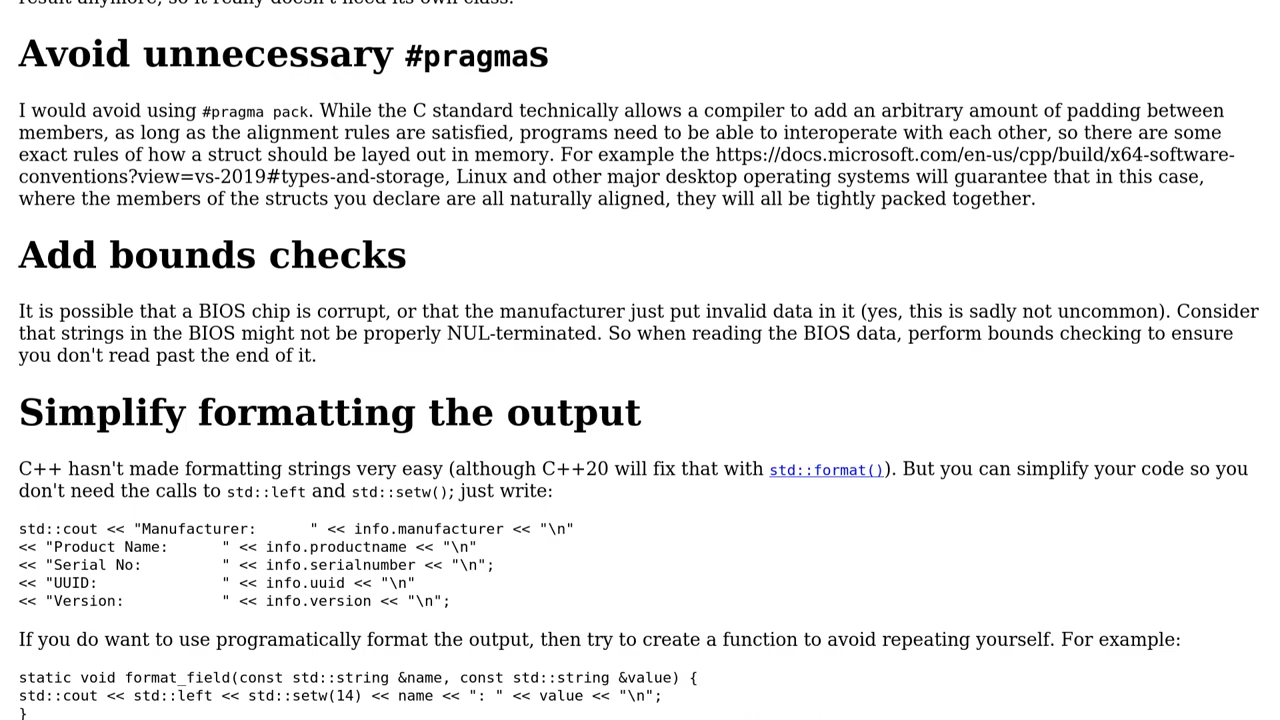 result anymore, so it really doesn't need its own class.
Avoid unnecessary #pragmas
I would avoid using #pragma pack. While the C standard technically allows a compiler to add an arbitrary amount of padding between
members, as long as the alignment rules are satisfied, programs need to be able to interoperate with each other, so there are some
exact rules of how a struct should be layed out in memory. For example the https://docs.microsoft.com/en-us/cpp/build/x64-software-
conventions?view=vs-2019#types-and-storage, Linux and other major desktop operating systems will guarantee that in this case,
where the members of the structs you declare are all naturally aligned, they will all be tightly packed together.
Add bounds checks
It is possible that a BIOS chip is corrupt, or that the manufacturer just put invalid data in it (yes, this is sadly not uncommon). Consider
that strings in the BIOS might not be properly NUL-terminated. So when reading the BIOS data, perform bounds checking to ensure
you don't read past the end of it.
Simplify formatting the output
C++ hasn't made formatting strings very easy (although C++20 will fix that with std::format()). But you can simplify your code so you
don't need the calls to std::left and std::setw(); just write:
std::cout << "Manufacturer:      " << info.manufacturer << "\n"
<< "Product Name:      " << info.productname << "\n"
<< "Serial No:         " << info.serialnumber << "\n";
<< "UUID:              " << info.uuid << "\n"
<< "Version:           " << info.version << "\n";
If you do want to use programatically format the output, then try to create a function to avoid repeating yourself. For example:
static void format_field(const std::string &name, const std::string &value) {
std::cout << std::left << std::setw(14) << name << ": " << value << "\n";
}